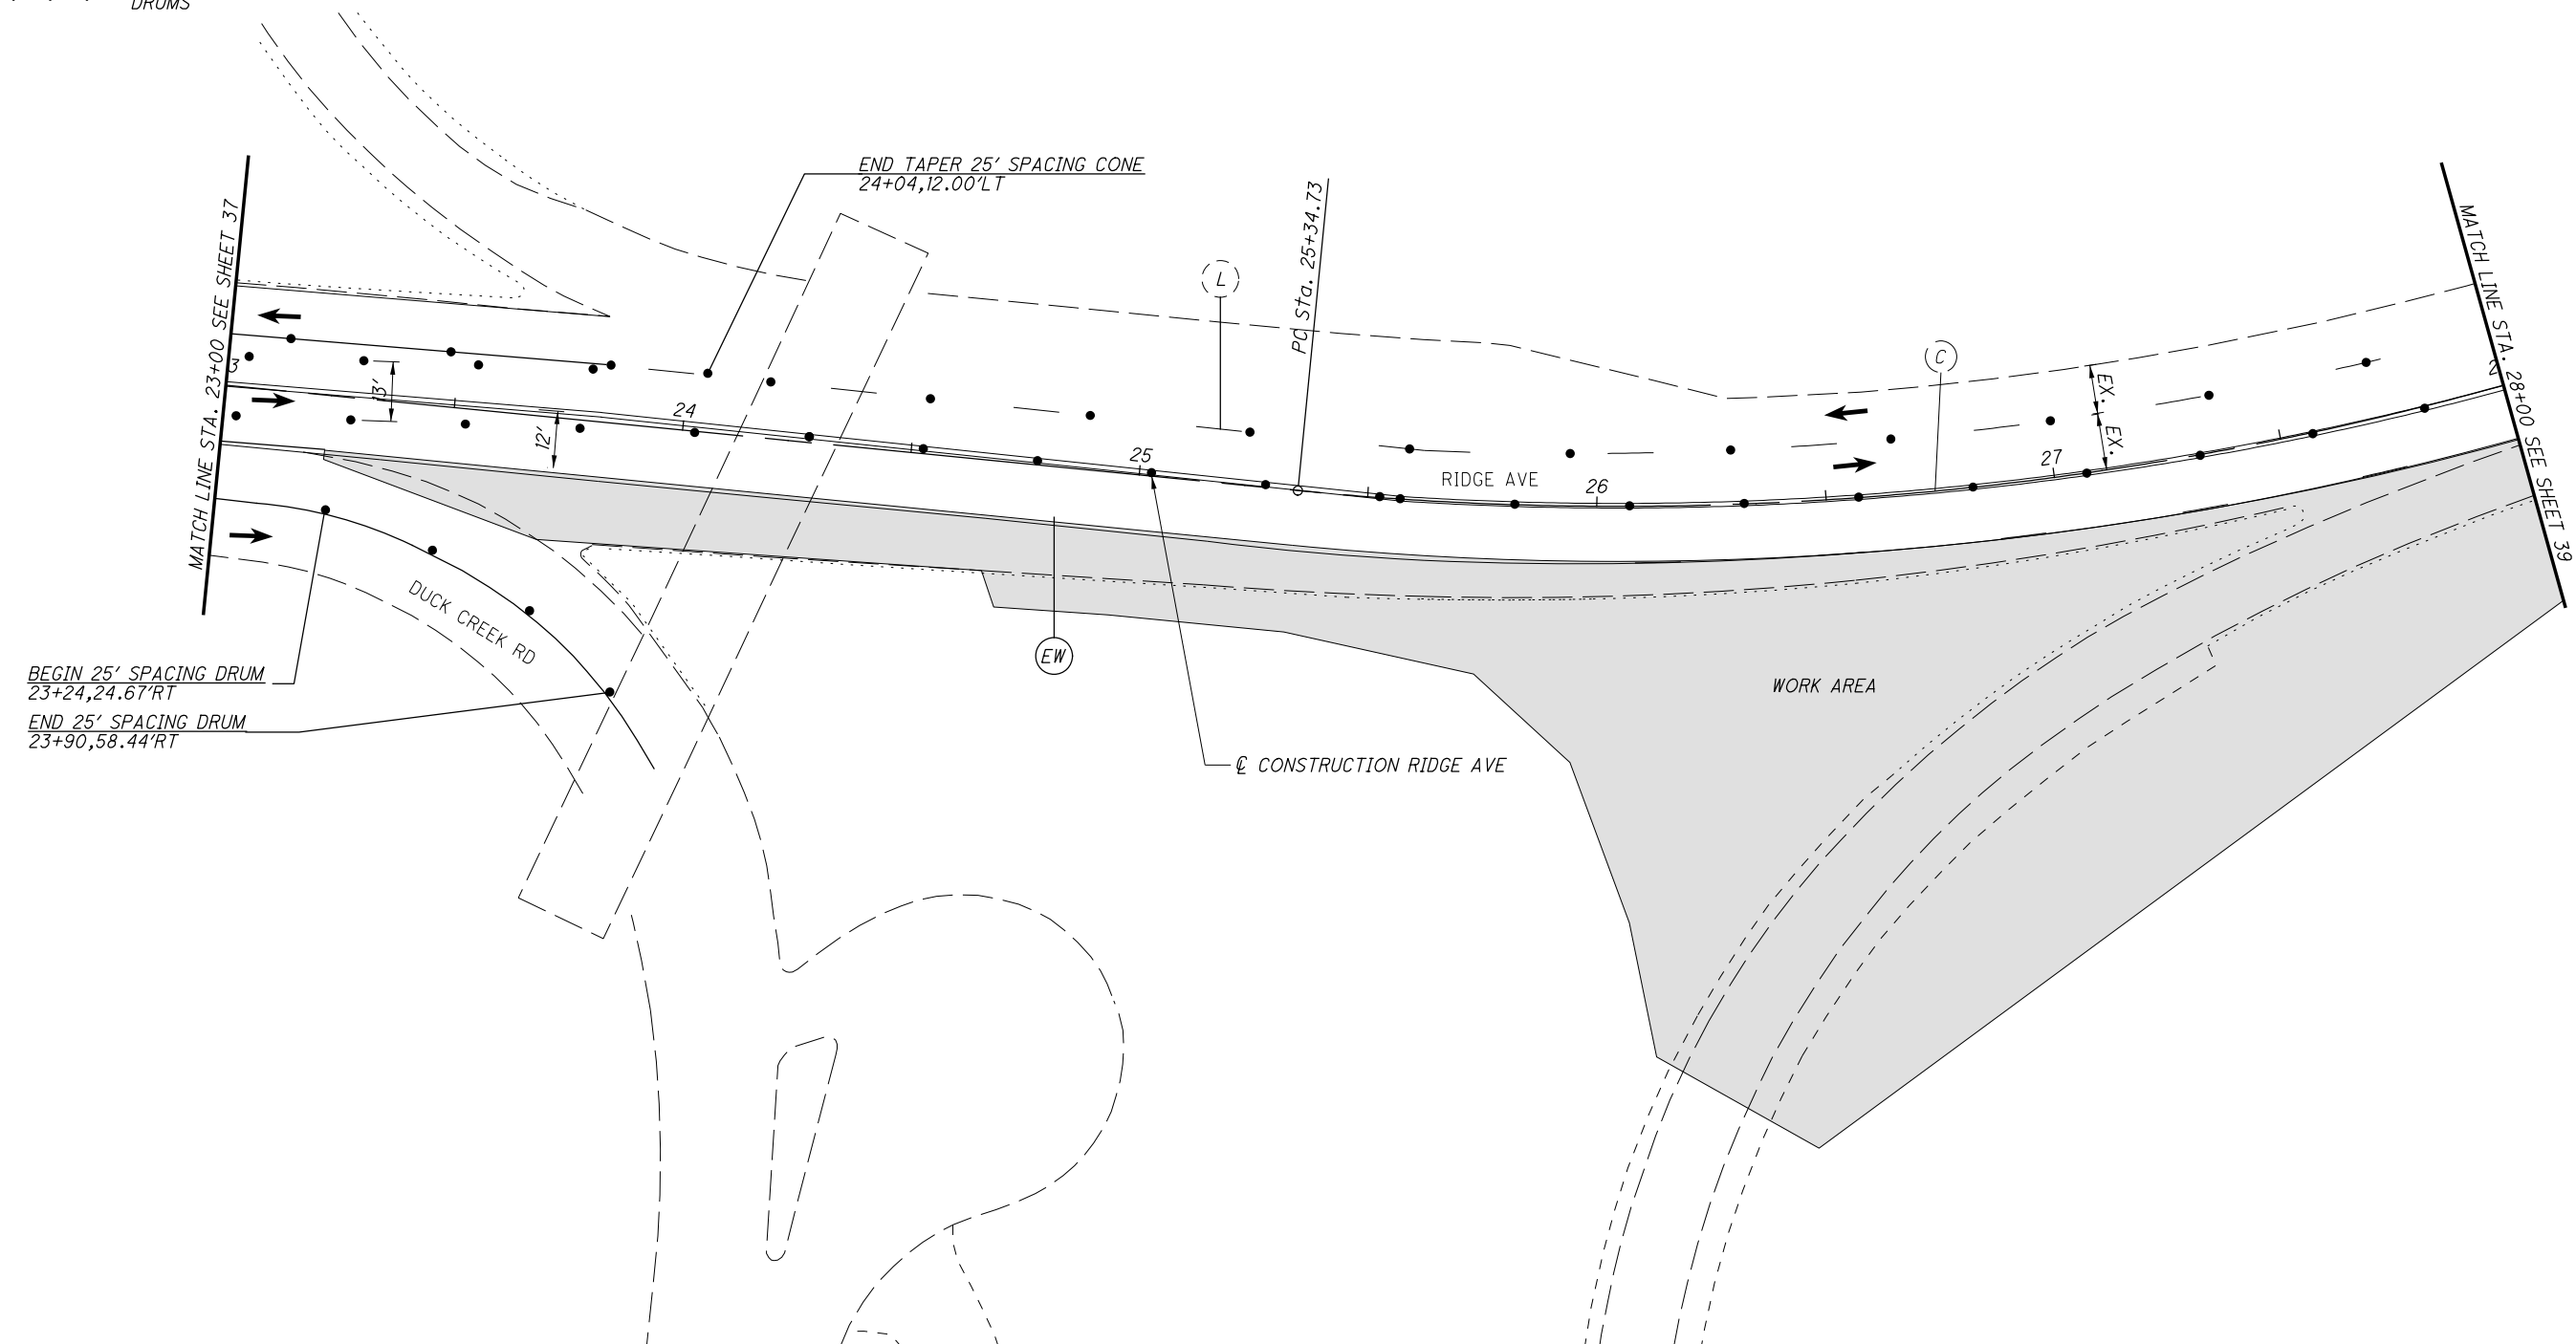 DRUMS
END TAPER 25' SPACING CONE
24+04,12.00'LT
MATCH LINE STA. 23+00 SEE SHEET 37
PC Sta. 25+34.73
MATCH LINE STA. 28+00 SEE SHEET 39
L
C
3
13'
12'
24
25
26
27
2
EX.
EX.
RIDGE AVE
DUCK CREEK RD
EW
WORK AREA
BEGIN 25' SPACING DRUM
23+24,24.67'RT
END 25' SPACING DRUM
23+90,58.44'RT
℄ CONSTRUCTION RIDGE AVE